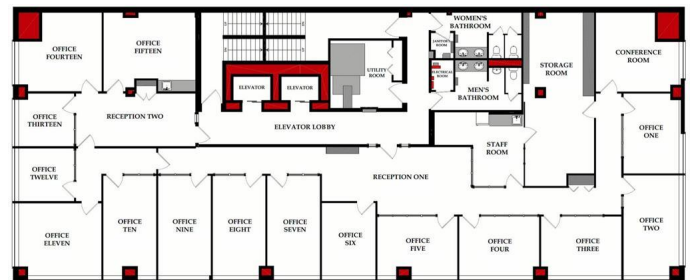 WOMEN'S
BATHROOM
OFFICE
FOURTEEN
OFFICE
FIFTEEN
JANITOR
ROOM
CONFERENCE
ROOM
UTILITY
ROOM
STORAGE
ROOM
ELECTRICAL
ROOM
ELEVATOR
ELEVATOR
MEN'S
BATHROOM
OFFICE
THIRTEEN
RECEPTION TWO
ELEVATOR LOBBY
OFFICE
ONE
STAFF
ROOM
OFFICE
TWELVE
RECEPTION ONE
OFFICE
ELEVEN
OFFICE
TEN
OFFICE
NINE
OFFICE
EIGHT
OFFICE
SEVEN
OFFICE
SIX
OFFICE
FIVE
OFFICE
FOUR
OFFICE
THREE
OFFICE
TWO